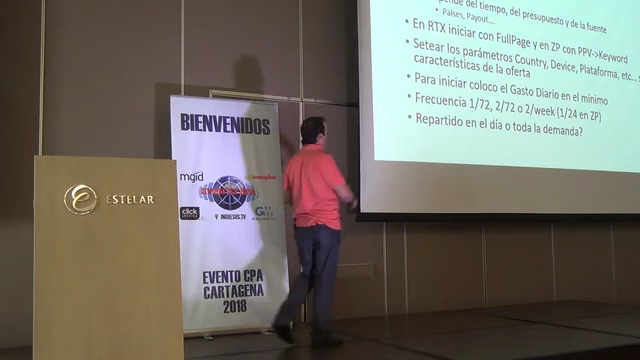 pende del tiempo, del presupuesto y de la fuente
• Países, Payout....
• En RTX iniciar con FullPage y en ZP con PPV->Keyword
• Setear los parámetros Country, Device, Plataforma, etc...
características de la oferta
• Para iniciar coloco el Gasto Diario en el mínimo
• Frecuencia 1/72, 2/72 o 2/week (1/24 en ZP)
• Repartido en el día o toda la demanda?
BIENVENIDOS
mgid
click
INGRESOS.TV
EVENTO CPA
CARTAGENA
2018
ESTELAR